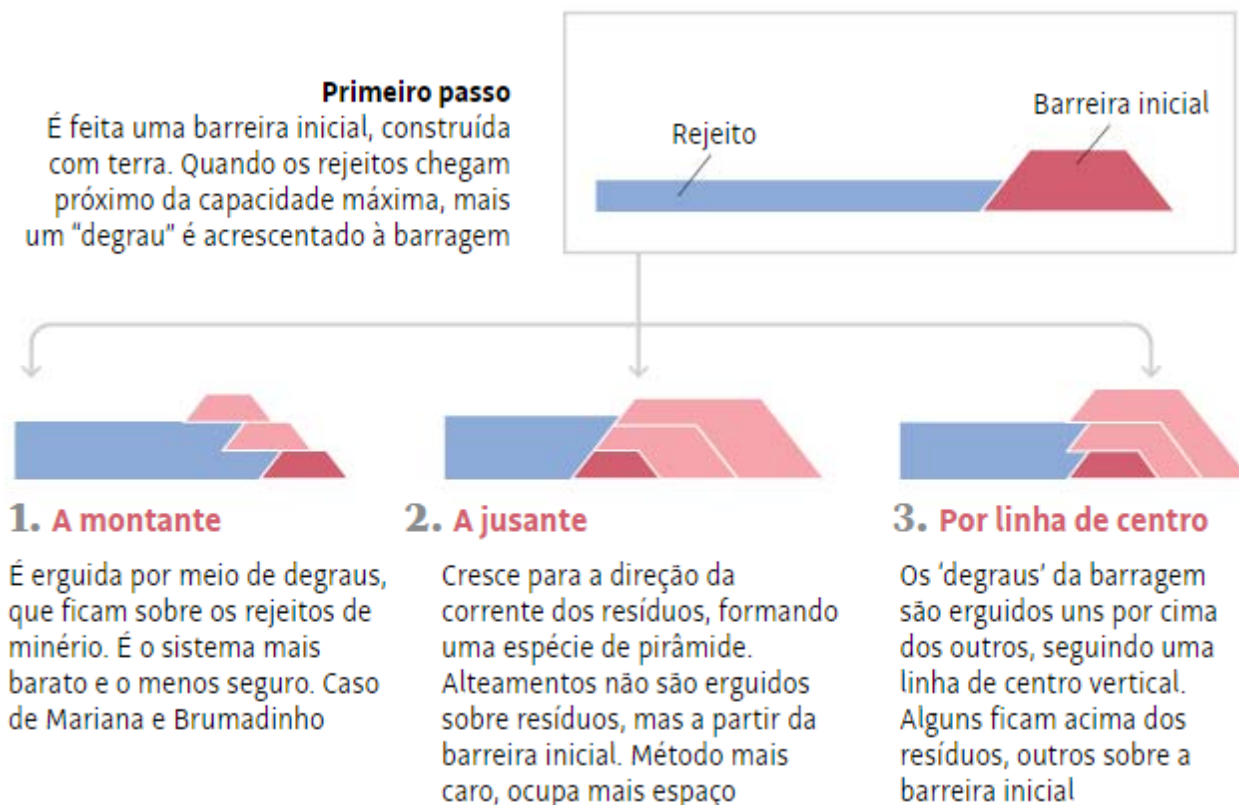 Primeiro passo
É feita uma barreira inicial, construída
com terra. Quando os rejeitos chegam
próximo da capacidade máxima, mais
um “degrau” é acrescentado à barragem
Rejeito
Barreira inicial
1. A montante
É erguida por meio de degraus,
que ficam sobre os rejeitos de
minério. É o sistema mais
barato e o menos seguro. Caso
de Mariana e Brumadinho
2. A jusante
Cresce para a direção da
corrente dos resíduos, formando
uma espécie de pirâmide.
Alteamentos não são erguidos
sobre resíduos, mas a partir da
barreira inicial. Método mais
caro, ocupa mais espaço
3. Por linha de centro
Os ‘degraus’ da barragem
são erguidos uns por cima
dos outros, seguindo uma
linha de centro vertical.
Alguns ficam acima dos
resíduos, outros sobre a
barreira inicial